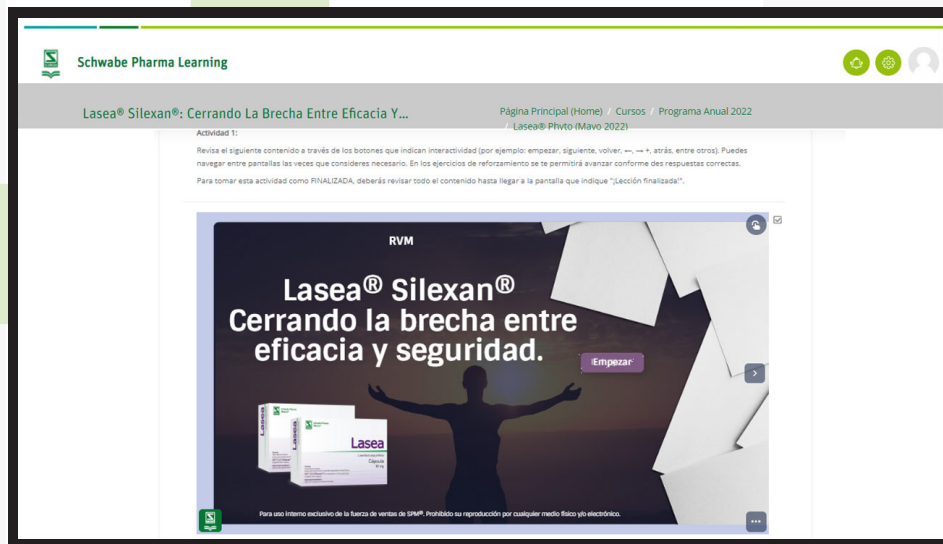 Schwabe Pharma Learning
Lasea® Silexan®: Cerrando La Brecha Entre Eficacia Y...
Página Principal (Home) / Cursos / Programa Anual 2022
/ Lasea® Phyto (Mayo 2022)
Actividad 1:
Revisa el siguiente contenido a través de los botones que indican interactividad (por ejemplo: empezar, siguiente, volver, ←, → +, atrás, entre otros). Puedes
navegar entre pantallas las veces que consideres necesario. En los ejercicios de reforzamiento se te permitirá avanzar conforme des respuestas correctas.
Para tomar esta actividad como FINALIZADA, deberás revisar todo el contenido hasta llegar a la pantalla que indique "¡Lección finalizada!".
RVM
Lasea® Silexan®
Cerrando la brecha entre
eficacia y seguridad.
Empezar
Lasea
Lasea
Cápsula
Para uso interno exclusivo de la fuerza de ventas de SPM®. Prohibido su reproducción por cualquier medio físico y/o electrónico.